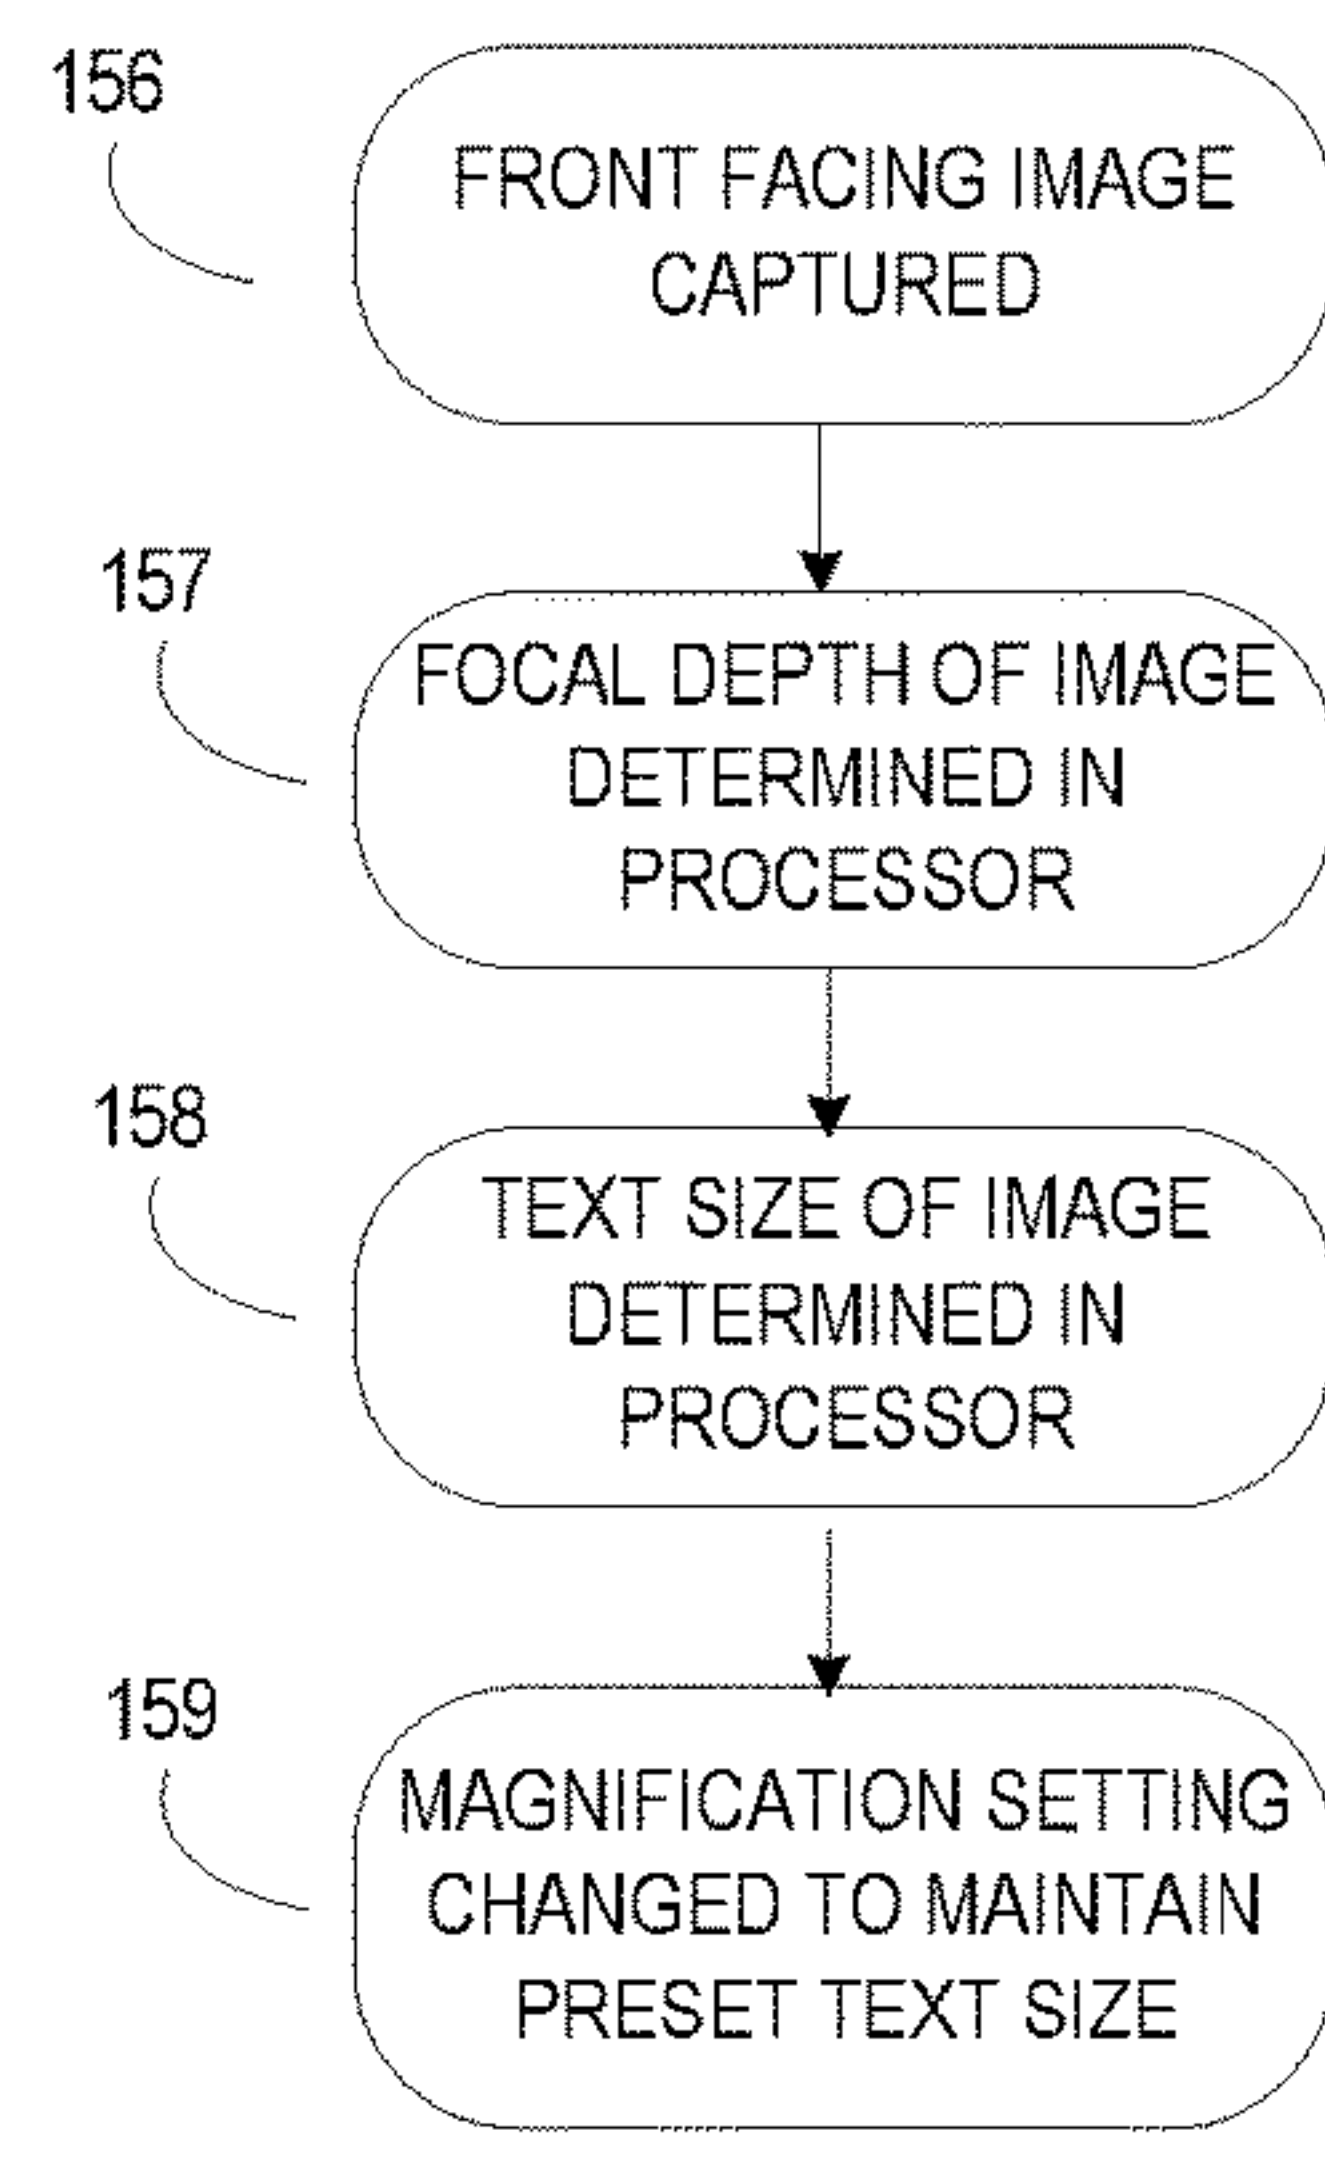 156
FRONT FACING IMAGE
CAPTURED
157
FOCAL DEPTH OF IMAGE
DETERMINED IN
PROCESSOR
158
TEXT SIZE OF IMAGE
DETERMINED IN
PROCESSOR
159
MAGNIFICATION SETTING
CHANGED TO MAINTAIN
PRESET TEXT SIZE